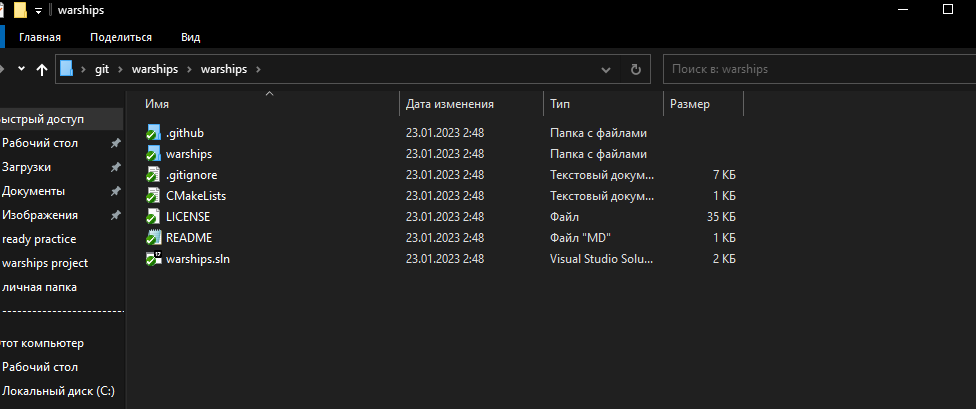 warships
Главная Поделиться Вид
git warships warships Поиск в: warships
Имя Дата изменения Тип Размер
.github 23.01.2023 2:48 Папка с файлами
warships 23.01.2023 2:48 Папка с файлами
.gitignore 23.01.2023 2:48 Текстовый докум... 7 КБ
CMakeLists 23.01.2023 2:48 Текстовый докум... 1 КБ
LICENSE 23.01.2023 2:48 Файл 35 КБ
README 23.01.2023 2:48 Файл "MD" 1 КБ
warships.sln 23.01.2023 2:48 Visual Studio Solu... 2 КБ
ыстрый доступ
Рабочий стол
Загрузки
Документы
Изображения
ready practice
warships project
личная папка
тот компьютер
Рабочий стол
Локальный диск (C:)